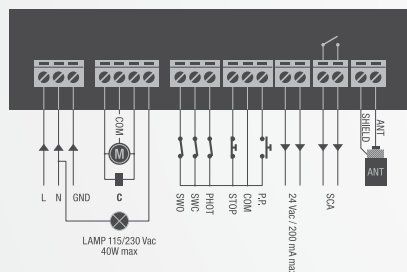 COM
M
L N GND
C
LAMP 115/230 Vac
40W max
SWO
SWC
PHOT
STOP
COM
P.P.
24 Vac / 200 mA max
SCA
SHIELD
ANT
ANT